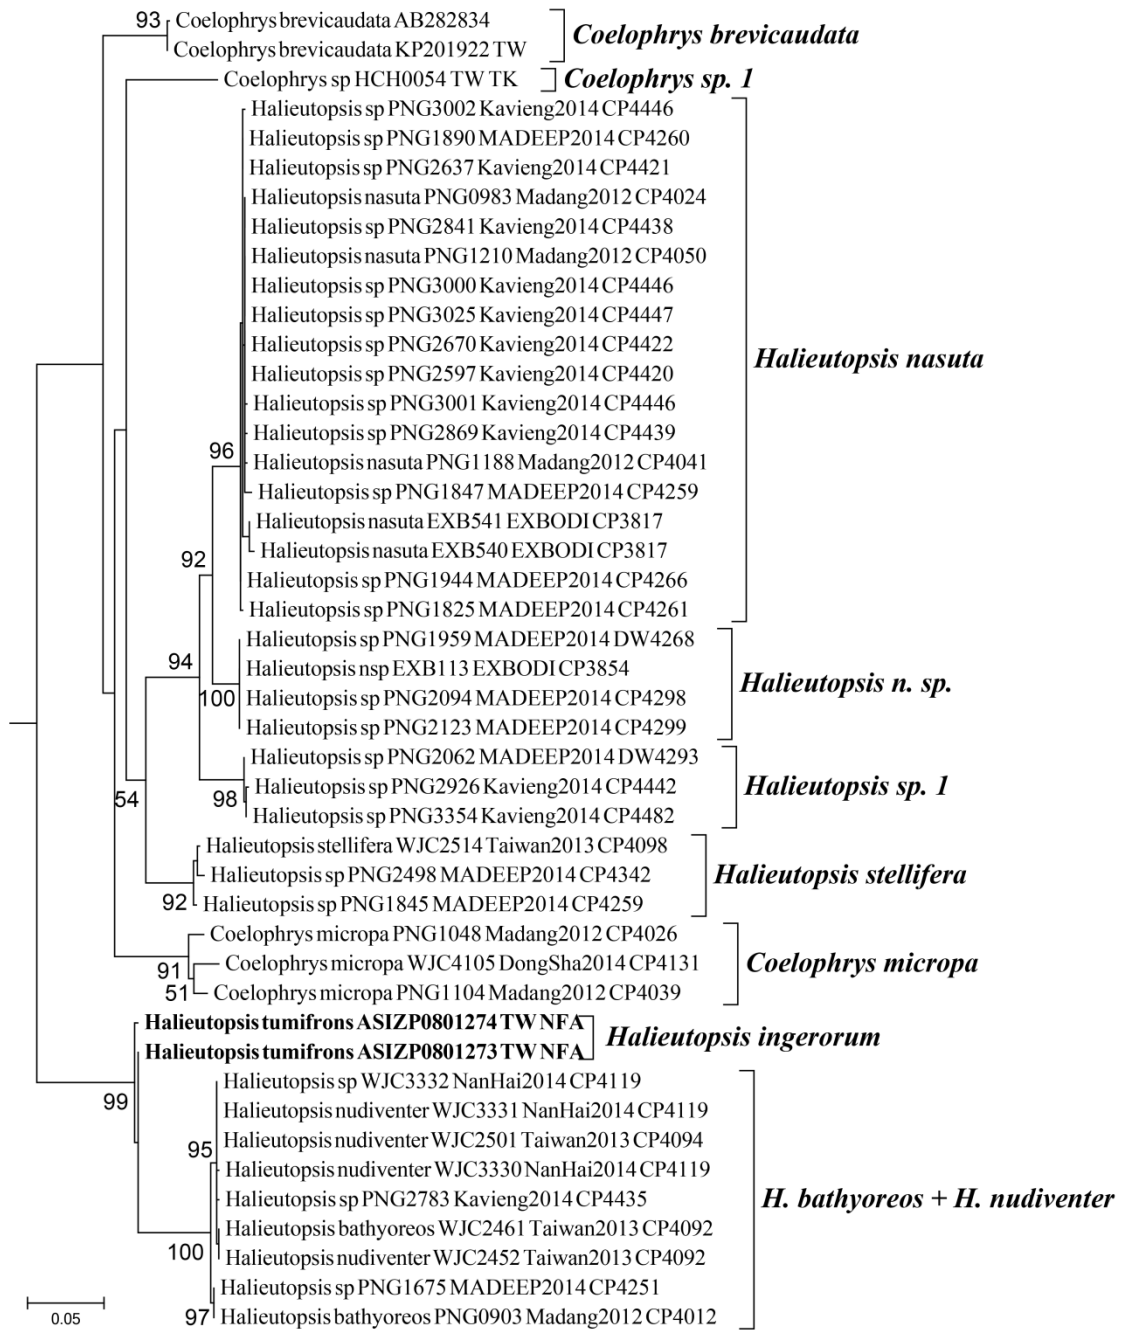 93
Coelophrys brevicaudata AB282834
Coelophrys brevicaudata KP201922 TW
Coelophrys brevicaudata
Coelophrys sp HCH0054 TW TK
Coelophrys sp. 1
Halieutopsis sp PNG3002 Kavieng2014 CP4446
Halieutopsis sp PNG1890 MADEEP2014 CP4260
Halieutopsis sp PNG2637 Kavieng2014 CP4421
Halieutopsis nasuta PNG0983 Madang2012 CP4024
Halieutopsis sp PNG2841 Kavieng2014 CP4438
Halieutopsis nasuta PNG1210 Madang2012 CP4050
Halieutopsis sp PNG3000 Kavieng2014 CP4446
Halieutopsis sp PNG3025 Kavieng2014 CP4447
Halieutopsis sp PNG2670 Kavieng2014 CP4422
Halieutopsis sp PNG2597 Kavieng2014 CP4420
Halieutopsis sp PNG3001 Kavieng2014 CP4446
Halieutopsis sp PNG2869 Kavieng2014 CP4439
Halieutopsis nasuta PNG1188 Madang2012 CP4041
Halieutopsis sp PNG1847 MADEEP2014 CP4259
Halieutopsis nasuta EXB541 EXBODI CP3817
Halieutopsis nasuta EXB540 EXBODI CP3817
Halieutopsis sp PNG1944 MADEEP2014 CP4266
Halieutopsis sp PNG1825 MADEEP2014 CP4261
Halieutopsis nasuta
96
92
94
100
Halieutopsis sp PNG1959 MADEEP2014 DW4268
Halieutopsis nsp EXB113 EXBODI CP3854
Halieutopsis sp PNG2094 MADEEP2014 CP4298
Halieutopsis sp PNG2123 MADEEP2014 CP4299
Halieutopsis n. sp.
Halieutopsis sp PNG2062 MADEEP2014 DW4293
Halieutopsis sp PNG2926 Kavieng2014 CP4442
Halieutopsis sp PNG3354 Kavieng2014 CP4482
Halieutopsis sp. 1
98
54
Halieutopsis stellifera WJC2514 Taiwan2013 CP4098
Halieutopsis sp PNG2498 MADEEP2014 CP4342
Halieutopsis sp PNG1845 MADEEP2014 CP4259
Halieutopsis stellifera
92
Coelophrys micropa PNG1048 Madang2012 CP4026
Coelophrys micropa WJC4105 DongSha2014 CP4131
Coelophrys micropa PNG1104 Madang2012 CP4039
Coelophrys micropa
91
51
Halieutopsis tumifrons ASIZP0801274 TW NFA
Halieutopsis tumifrons ASIZP0801273 TW NFA
Halieutopsis ingerorum
99
Halieutopsis sp WJC3332 NanHai2014 CP4119
Halieutopsis nudiventer WJC3331 NanHai2014 CP4119
Halieutopsis nudiventer WJC2501 Taiwan2013 CP4094
Halieutopsis nudiventer WJC3330 NanHai2014 CP4119
Halieutopsis sp PNG2783 Kavieng2014 CP4435
Halieutopsis bathyoreos WJC2461 Taiwan2013 CP4092
Halieutopsis nudiventer WJC2452 Taiwan2013 CP4092
Halieutopsis sp PNG1675 MADEEP2014 CP4251
Halieutopsis bathyoreos PNG0903 Madang2012 CP4012
H. bathyoreos + H. nudiventer
95
100
97
0.05